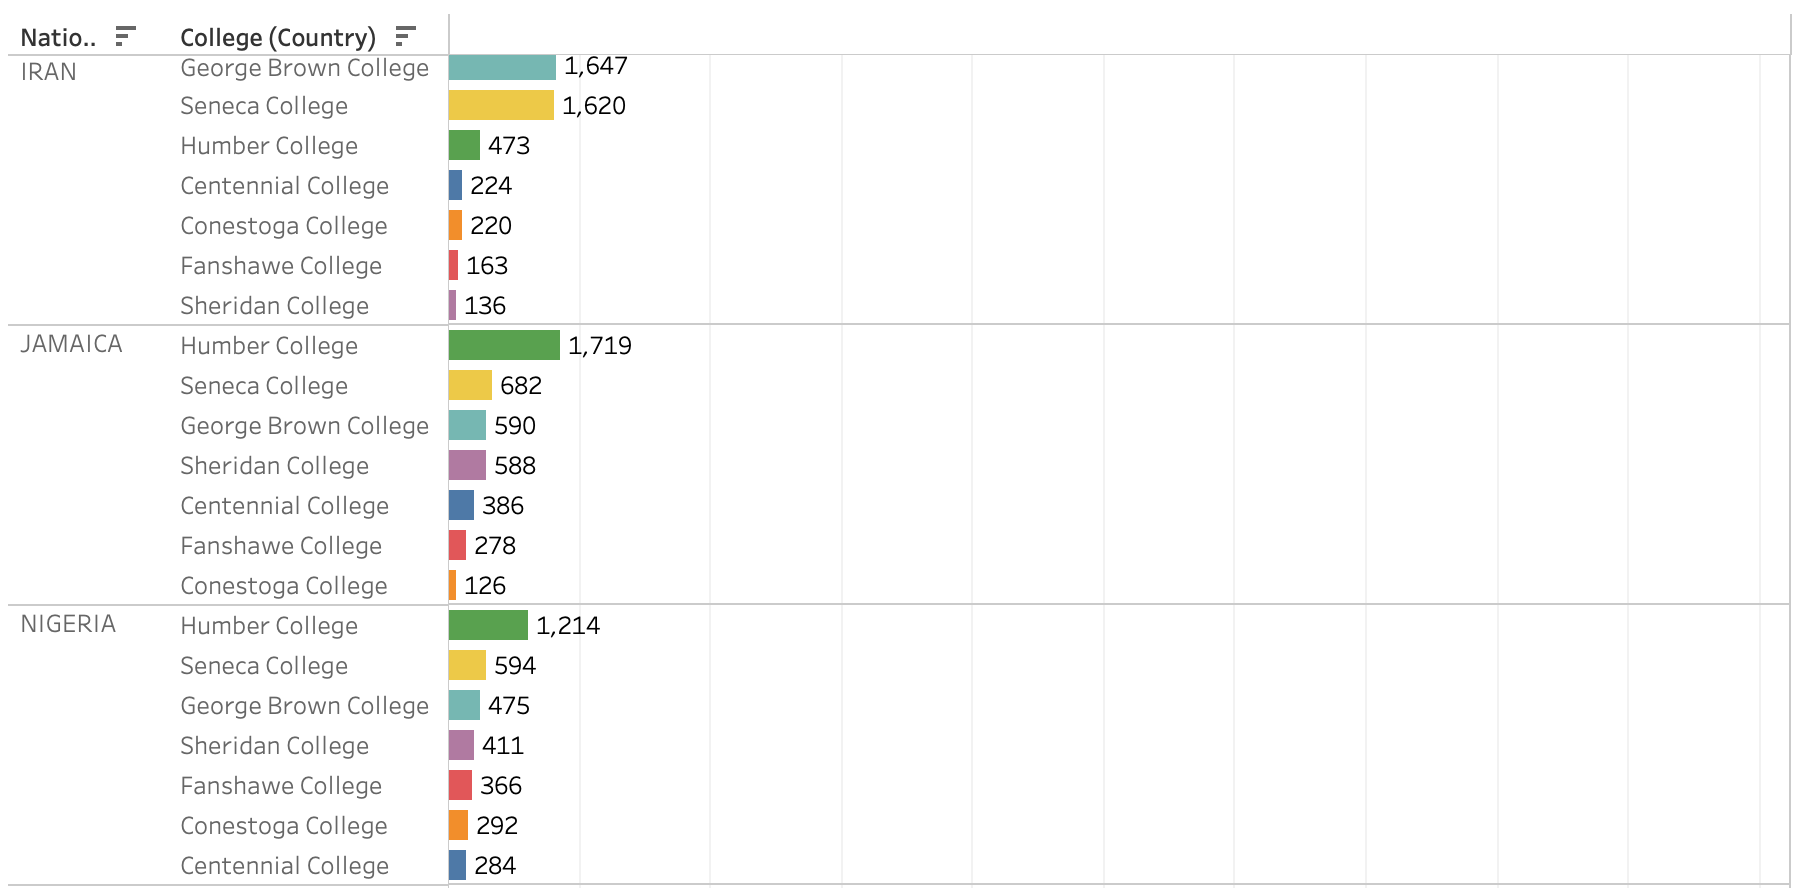 Natio.. College (Country)
IRAN George Brown College 1,647
Seneca College 1,620
Humber College 473
Centennial College 224
Conestoga College 220
Fanshawe College 163
Sheridan College 136
JAMAICA Humber College 1,719
Seneca College 682
George Brown College 590
Sheridan College 588
Centennial College 386
Fanshawe College 278
Conestoga College 126
NIGERIA Humber College 1,214
Seneca College 594
George Brown College 475
Sheridan College 411
Fanshawe College 366
Conestoga College 292
Centennial College 284